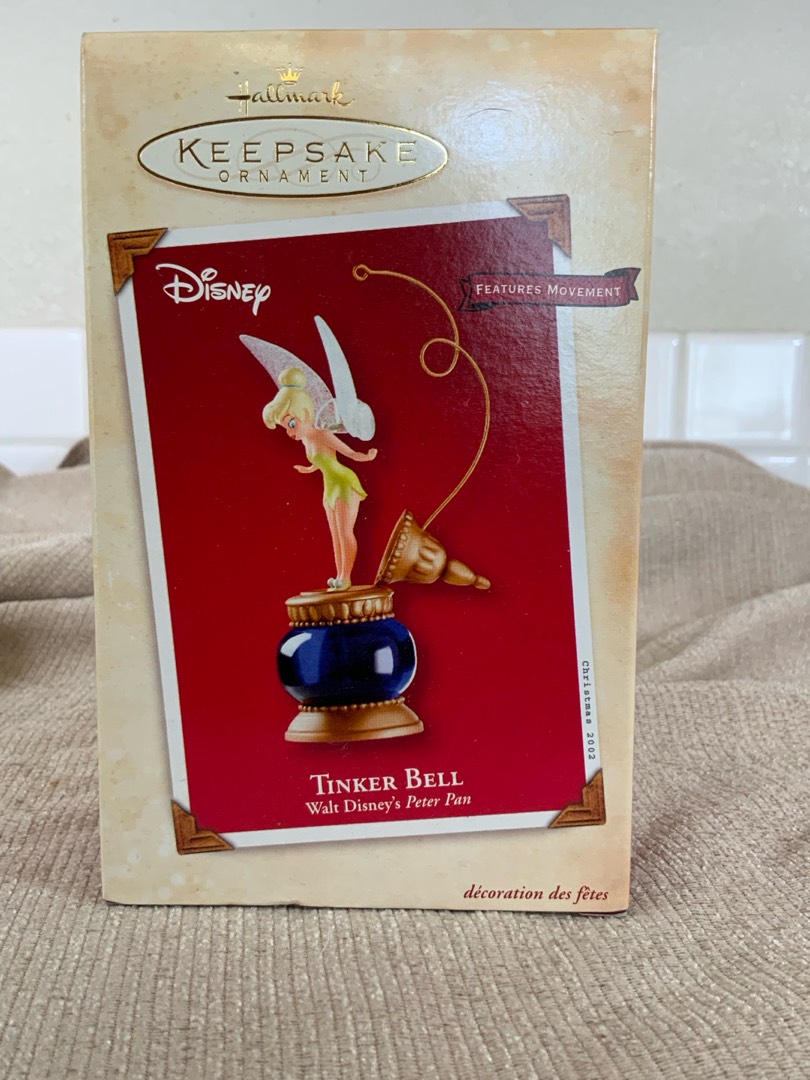 Hallmark
KEEPSAKE
ORNAMENT
Disney
FEATURES MOVEMENT
Christmas 2002
TINKER BELL
Walt Disney's Peter Pan
décoration des fêtes